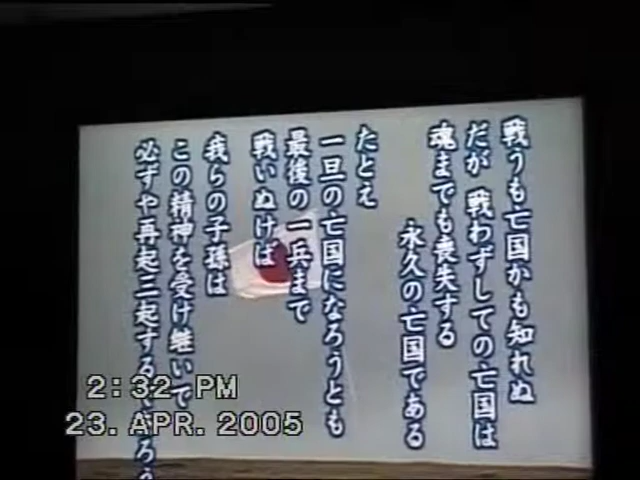 戦うも亡国かも知れぬ
だが 戦わずしての亡国は
魂までも喪失する
永久の亡国である
たとえ
一旦の亡国になろうとも
最後の一兵まで
戦いぬけば
我らの子孫は
この精神を受け継いで
必ずや再起三起するであろう
2:32 PM
23. APR. 2005